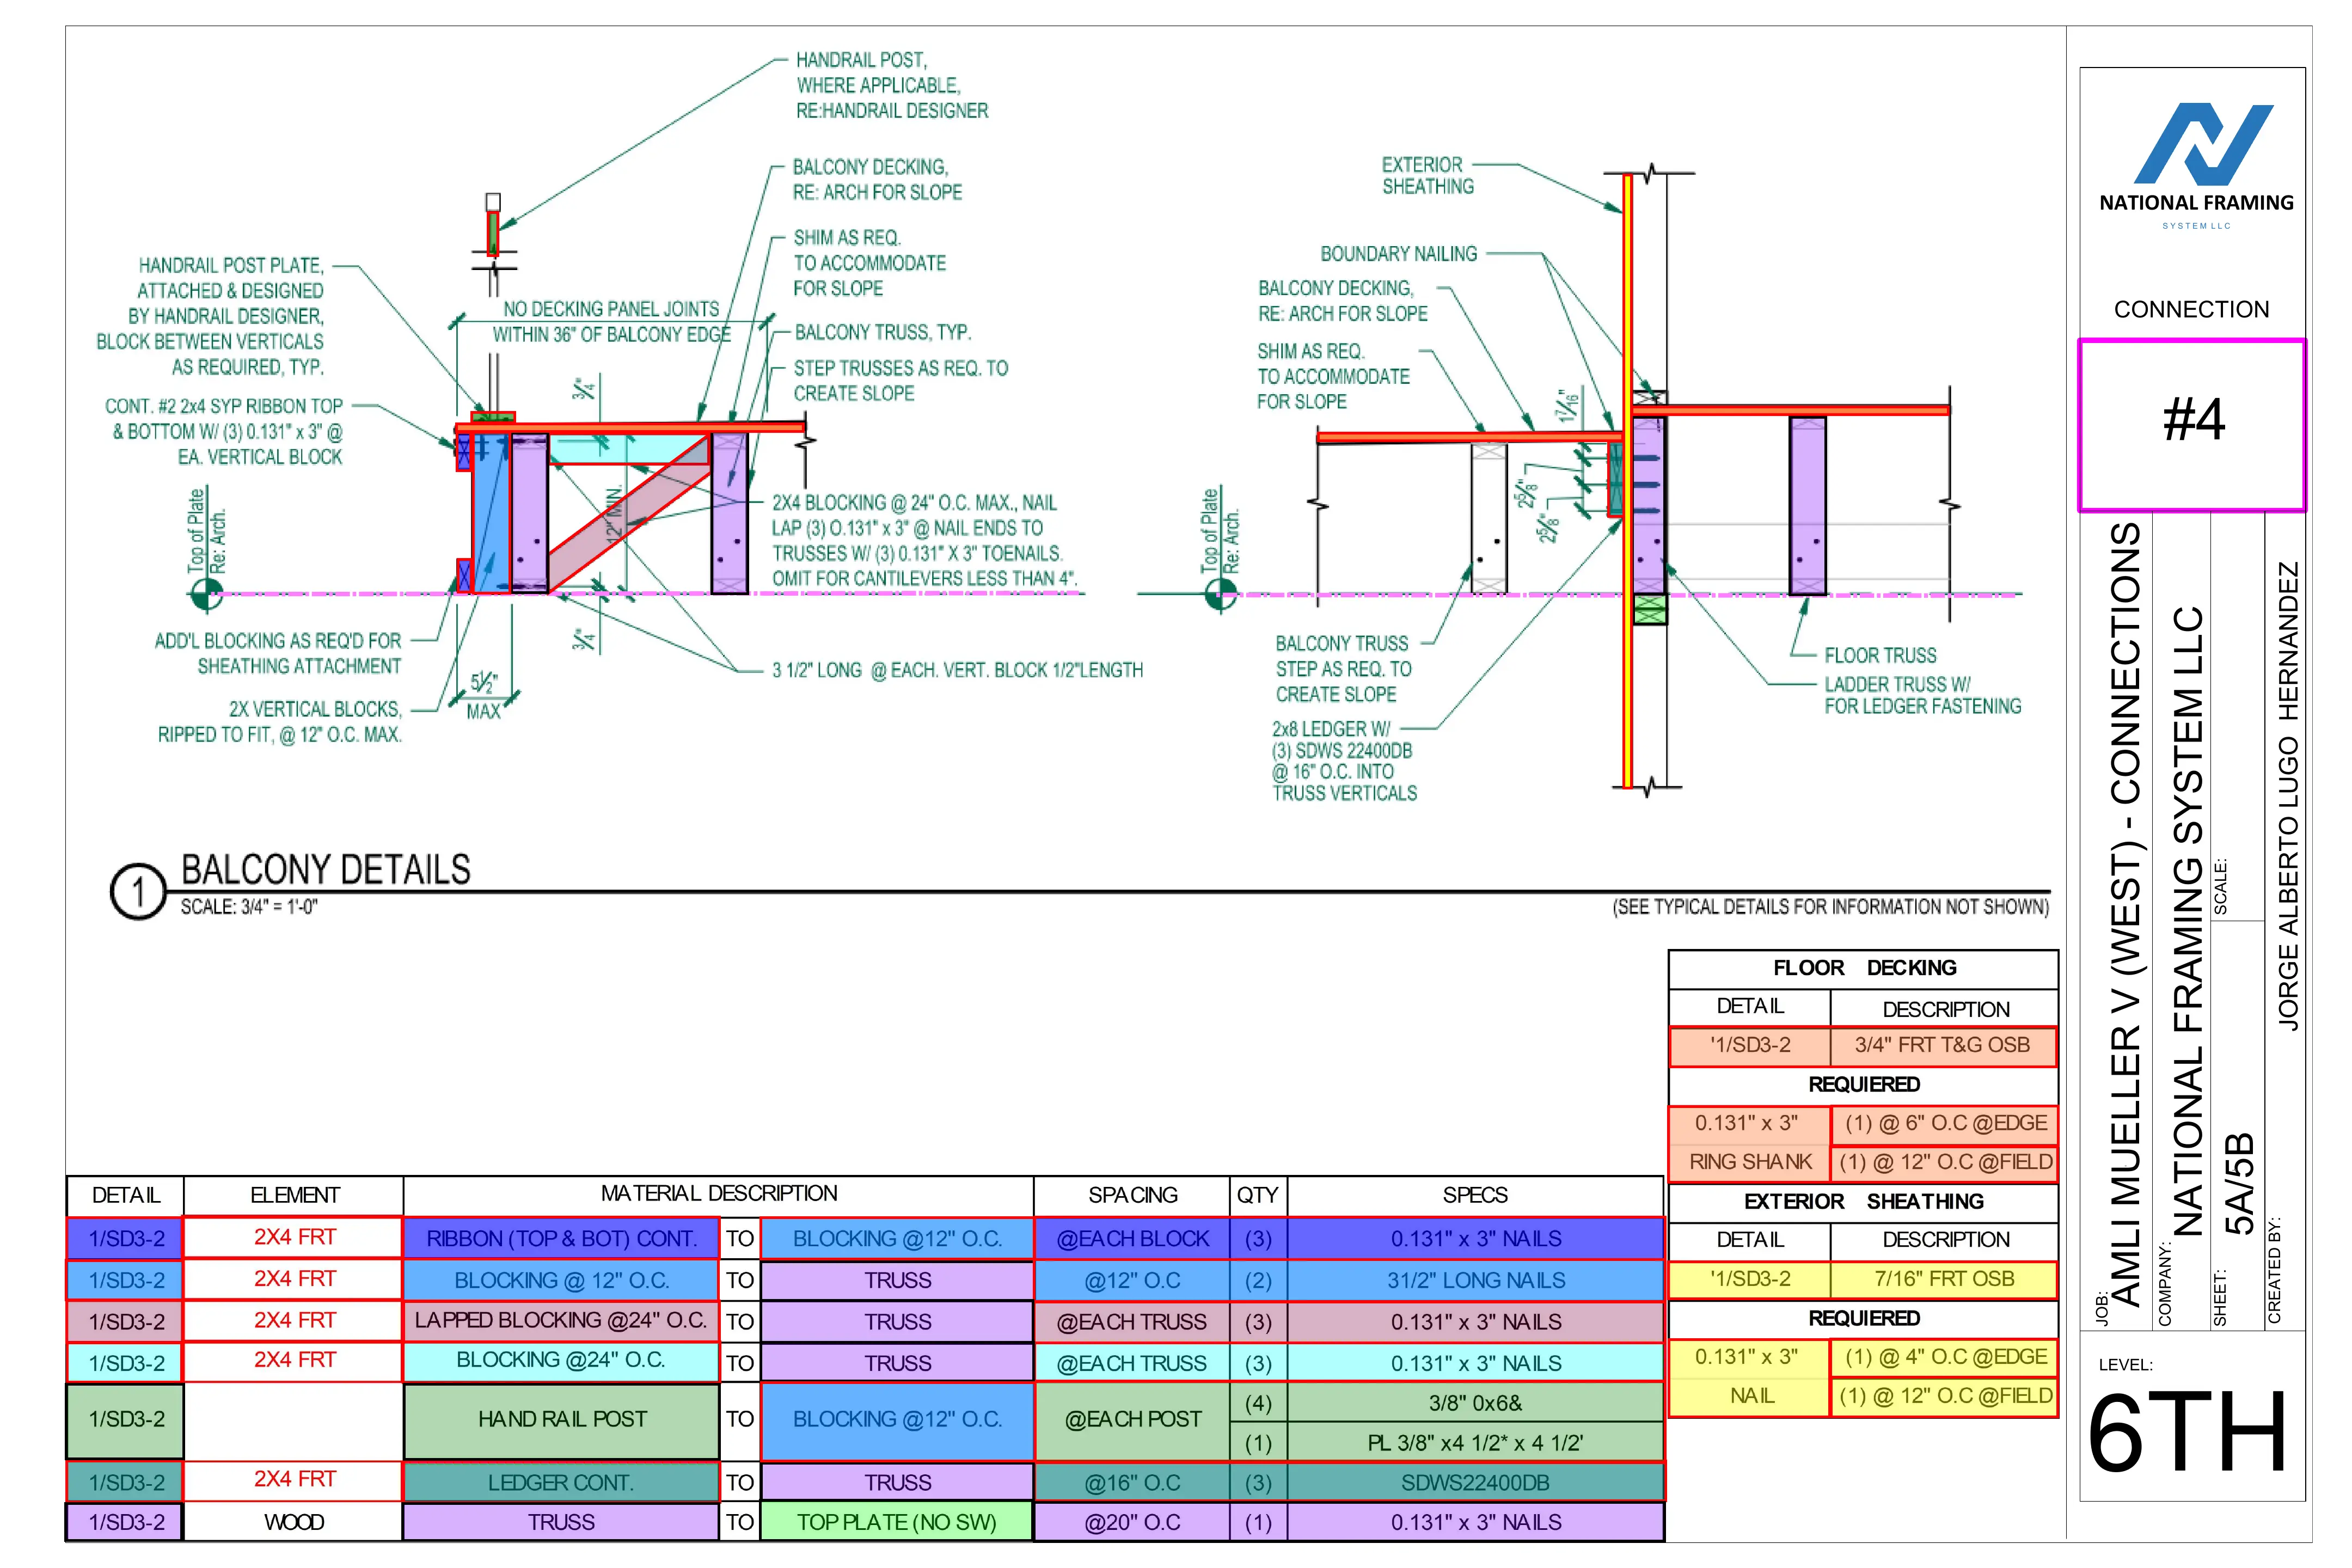 HANDRAIL POST,
WHERE APPLICABLE,
RE:HANDRAIL DESIGNER
BALCONY DECKING,
RE: ARCH FOR SLOPE
SHIM AS REQ.
TO ACCOMMODATE
FOR SLOPE
HANDRAIL POST PLATE,
ATTACHED & DESIGNED
BY HANDRAIL DESIGNER,
BLOCK BETWEEN VERTICALS
AS REQUIRED, TYP.
NO DECKING PANEL JOINTS
WITHIN 36" OF BALCONY EDGE
BALCONY TRUSS, TYP.
STEP TRUSSES AS REQ. TO
CREATE SLOPE
3/4"
CONT. #2 2x4 SYP RIBBON TOP
& BOTTOM W/ (3) 0.131" x 3" @
EA. VERTICAL BLOCK
Top of Plate
Re: Arch.
12" MIN.
2X4 BLOCKING @ 24" O.C. MAX., NAIL
LAP (3) O.131" x 3" @ NAIL ENDS TO
TRUSSES W/ (3) 0.131" X 3" TOENAILS.
OMIT FOR CANTILEVERS LESS THAN 4".
ADD'L BLOCKING AS REQ'D FOR
SHEATHING ATTACHMENT
3/4"
5½"
MAX
3 1/2" LONG @ EACH. VERT. BLOCK 1/2"LENGTH
2X VERTICAL BLOCKS,
RIPPED TO FIT, @ 12" O.C. MAX.
EXTERIOR
SHEATHING
BOUNDARY NAILING
BALCONY DECKING,
RE: ARCH FOR SLOPE
SHIM AS REQ.
TO ACCOMMODATE
FOR SLOPE
1 7/16"
2 5/8"
2 5/8"
Top of Plate
Re: Arch.
BALCONY TRUSS
STEP AS REQ. TO
CREATE SLOPE
2x8 LEDGER W/
(3) SDWS 22400DB
@ 16" O.C. INTO
TRUSS VERTICALS
FLOOR TRUSS
LADDER TRUSS W/
FOR LEDGER FASTENING
1 BALCONY DETAILS
SCALE: 3/4" = 1'-0"
(SEE TYPICAL DETAILS FOR INFORMATION NOT SHOWN)
FLOOR DECKING
DETAIL DESCRIPTION
'1/SD3-2 3/4" FRT T&G OSB
REQUIERED
0.131" x 3" (1) @ 6" O.C @EDGE
RING SHANK (1) @ 12" O.C @FIELD
EXTERIOR SHEATHING
DETAIL DESCRIPTION
'1/SD3-2 7/16" FRT OSB
REQUIERED
0.131" x 3" (1) @ 4" O.C @EDGE
NAIL (1) @ 12" O.C @FIELD
DETAIL ELEMENT MATERIAL DESCRIPTION SPACING QTY SPECS
1/SD3-2 2X4 FRT RIBBON (TOP & BOT) CONT. TO BLOCKING @12" O.C. @EACH BLOCK (3) 0.131" x 3" NAILS
1/SD3-2 2X4 FRT BLOCKING @ 12" O.C. TO TRUSS @12" O.C (2) 31/2" LONG NAILS
1/SD3-2 2X4 FRT LAPPED BLOCKING @24" O.C. TO TRUSS @EACH TRUSS (3) 0.131" x 3" NAILS
1/SD3-2 2X4 FRT BLOCKING @24" O.C. TO TRUSS @EACH TRUSS (3) 0.131" x 3" NAILS
1/SD3-2 HAND RAIL POST TO BLOCKING @12" O.C. @EACH POST (4) 3/8" 0x6&
(1) PL 3/8" x4 1/2* x 4 1/2'
1/SD3-2 2X4 FRT LEDGER CONT. TO TRUSS @16" O.C (3) SDWS22400DB
1/SD3-2 WOOD TRUSS TO TOP PLATE (NO SW) @20" O.C (1) 0.131" x 3" NAILS
NATIONAL FRAMING
SYSTEM LLC
CONNECTION
#4
JOB: AMLI MUELLER V (WEST) - CONNECTIONS
COMPANY: NATIONAL FRAMING SYSTEM LLC
SCALE:
SHEET: 5A/5B
CREATED BY: JORGE ALBERTO LUGO HERNANDEZ
LEVEL:
6TH